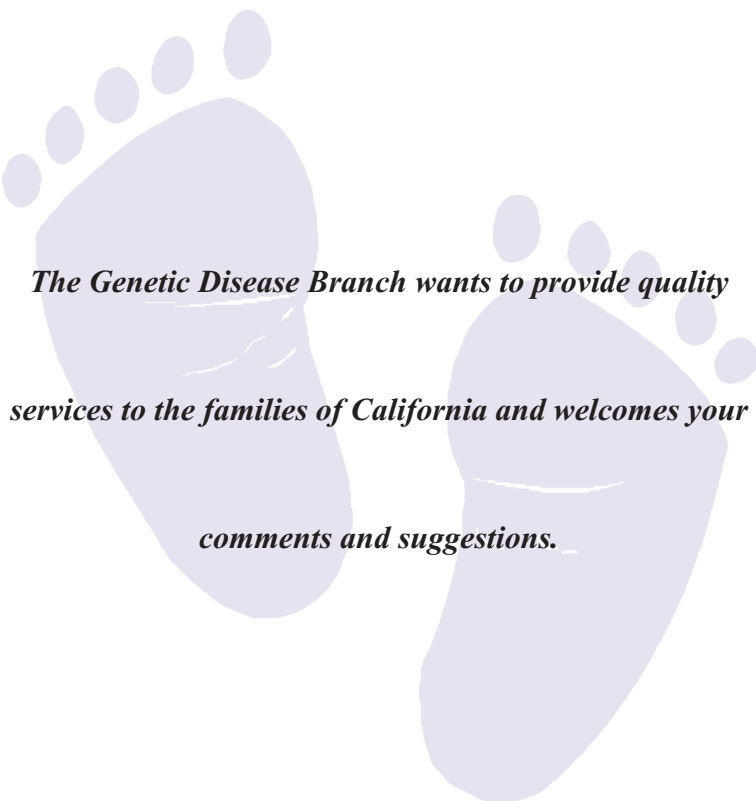 The Genetic Disease Branch wants to provide quality
services to the families of California and welcomes your
comments and suggestions.